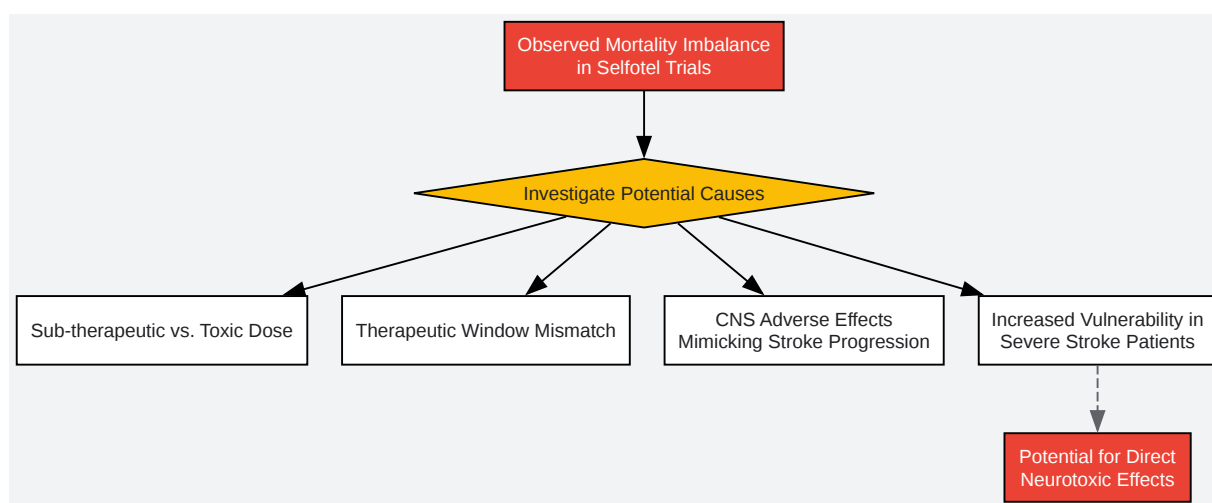 Observed Mortality Imbalance
in Selfotel Trials
Investigate Potential Causes
Sub-therapeutic vs. Toxic Dose
Therapeutic Window Mismatch
CNS Adverse Effects
Mimicking Stroke Progression
Increased Vulnerability in
Severe Stroke Patients
Potential for Direct
Neurotoxic Effects